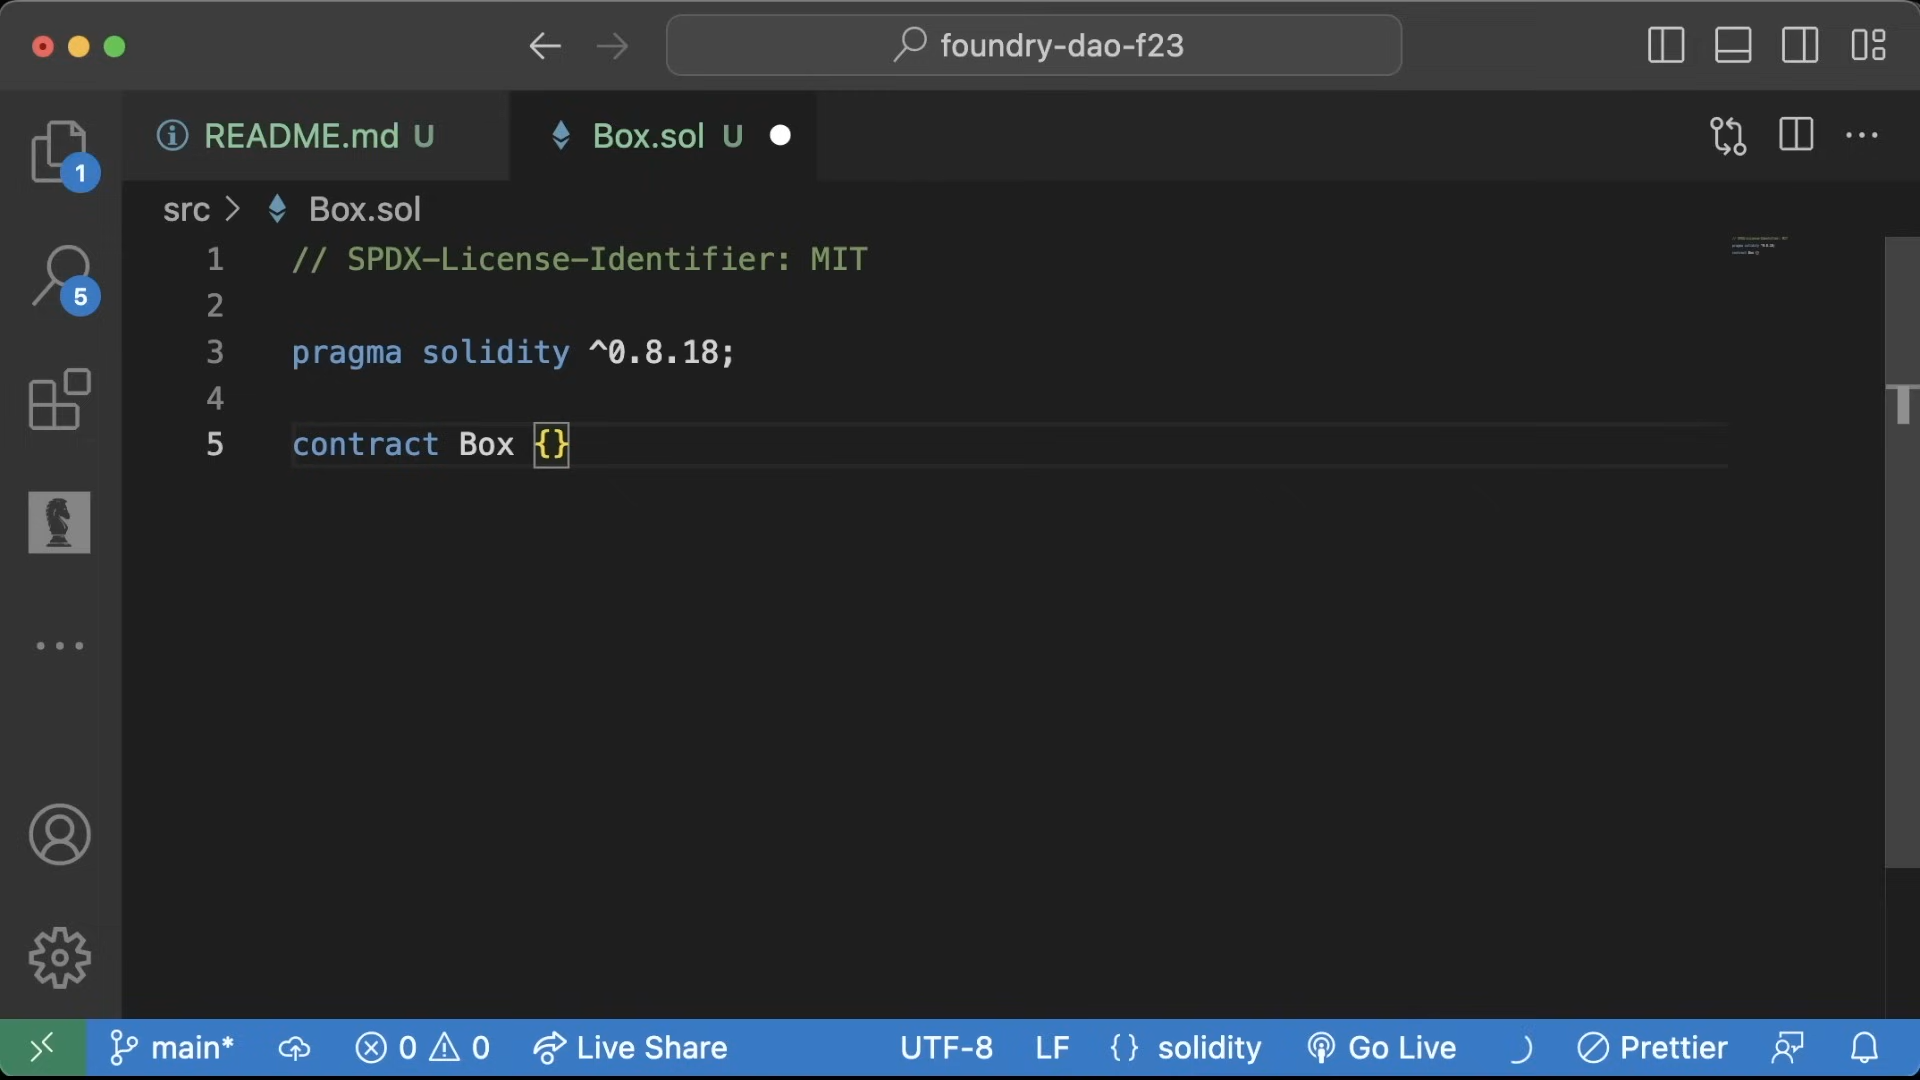 foundry-dao-f23
README.md U
Box.sol U
1
src > Box.sol
1 // SPDX-License-Identifier: MIT
2
3 pragma solidity ^0.8.18;
4
5 contract Box {}
5
main* 0 0 Live Share UTF-8 LF {} solidity Go Live Prettier